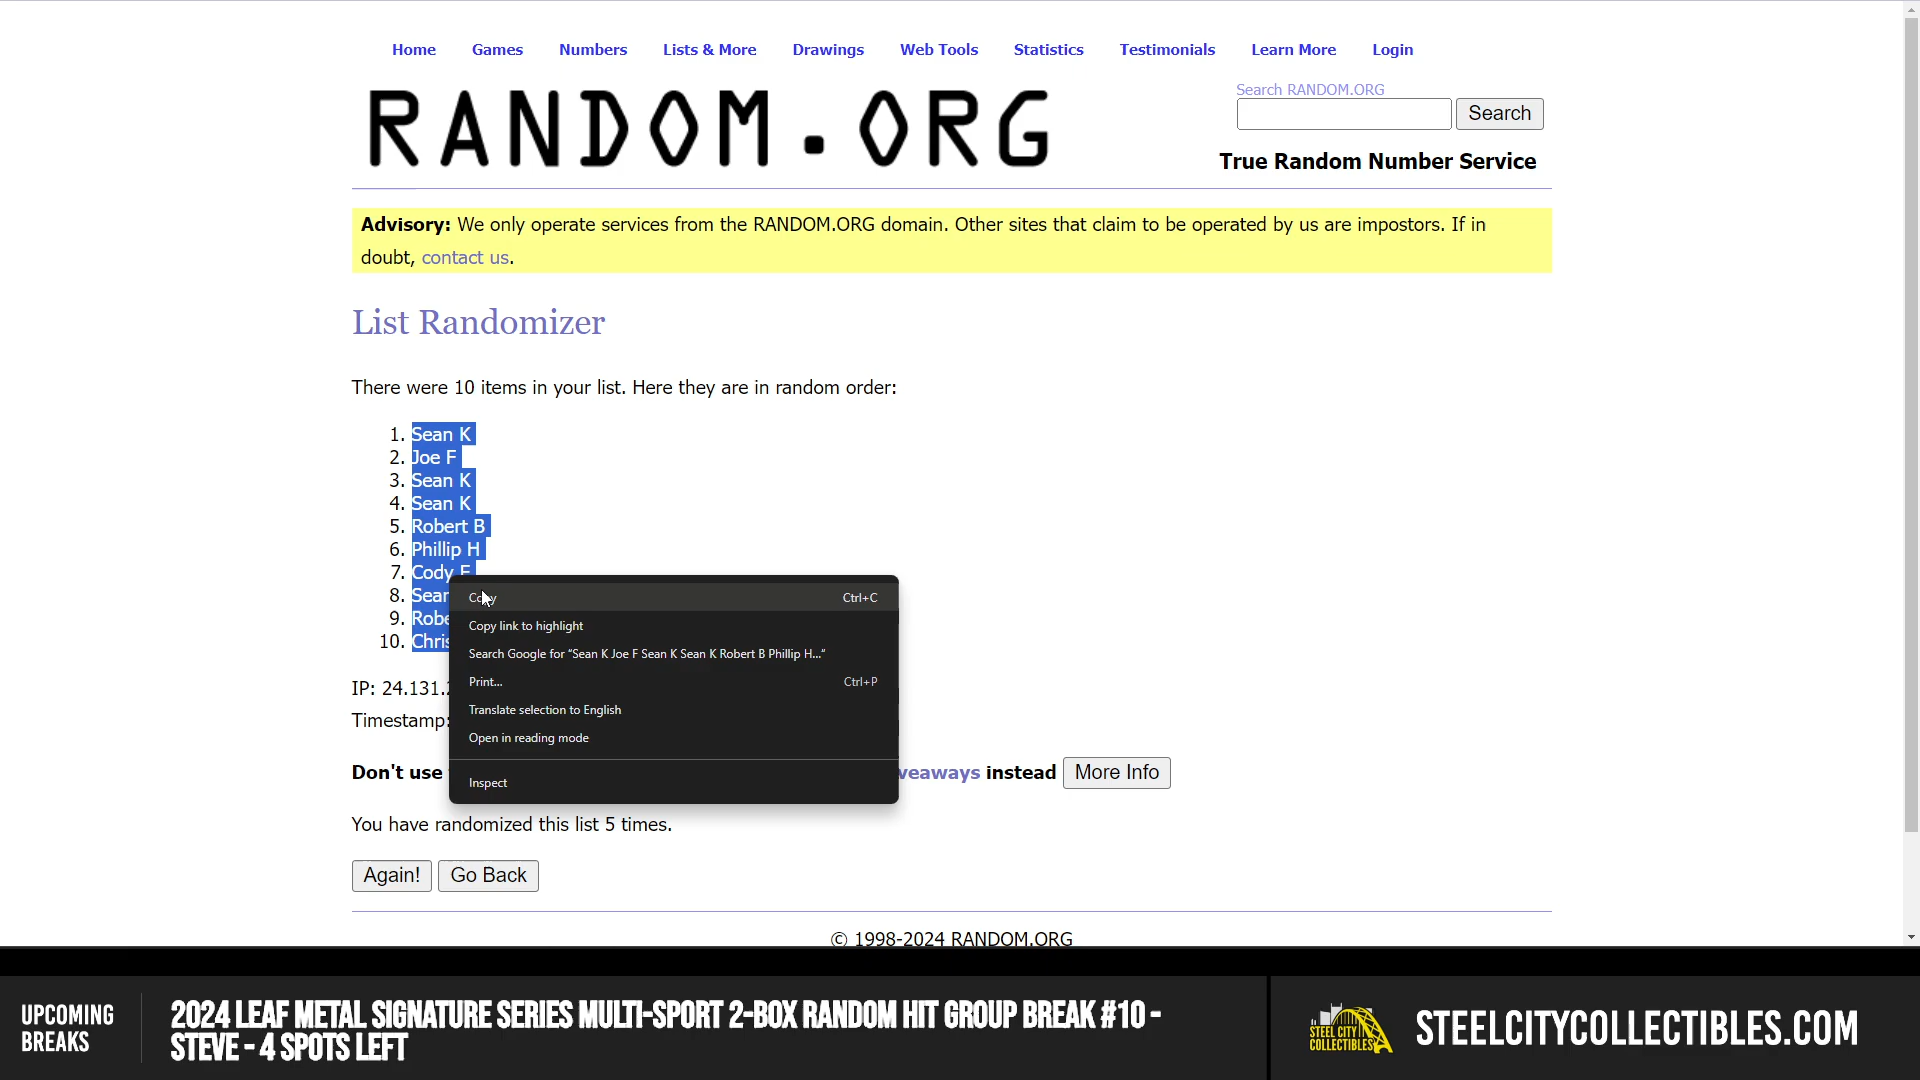 Home Games Numbers Lists & More Drawings Web Tools Statistics Testimonials Learn More Login
RANDOM.ORG
Search RANDOM.ORG
Search
True Random Number Service
Advisory: We only operate services from the RANDOM.ORG domain. Other sites that claim to be operated by us are impostors. If in
doubt, contact us.
List Randomizer
There were 10 items in your list. Here they are in random order:
1. Sean K
2. Joe F
3. Sean K
4. Sean K
5. Robert B
6. Phillip H
7. Cody
8.
9.
10.
Copy Ctrl+C
Copy link to highlight
Search Google for “Sean K Joe F Sean K Sean K Robert B Phillip H...”
Print... Ctrl+P
Translate selection to English
Open in reading mode
Inspect
IP: 24.131.
Timestamp:
Don't use
instead More Info
You have randomized this list 5 times.
Again! Go Back
© 1998-2024 RANDOM.ORG
UPCOMING
BREAKS
2024 LEAF METAL SIGNATURE SERIES MULTI-SPORT 2-BOX RANDOM HIT GROUP BREAK #10 -
STEVE - 4 SPOTS LEFT
STEEL CITY
COLLECTIBLES
STEELCITYCOLLECTIBLES.COM